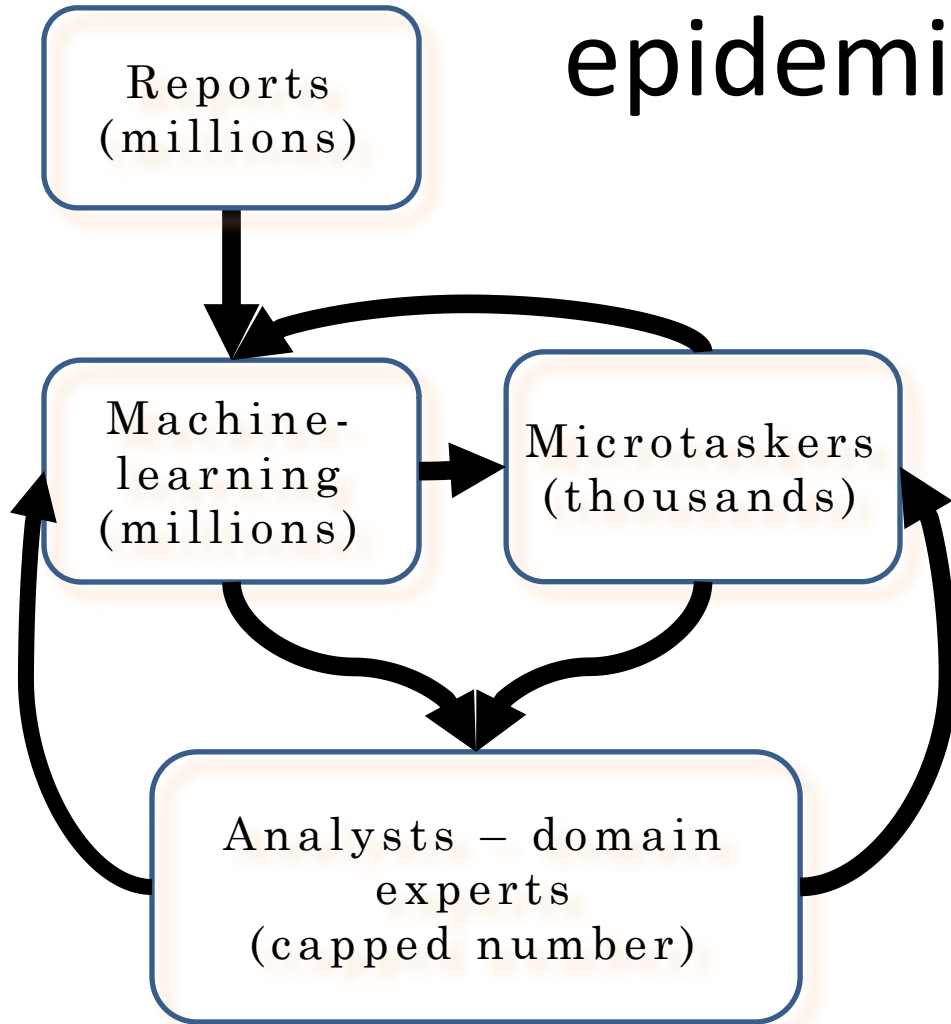 epidemi
Reports
(millions)
Machine-
learning
(millions)
Microtaskers
(thousands)
Analysts – domain
experts
(capped number)